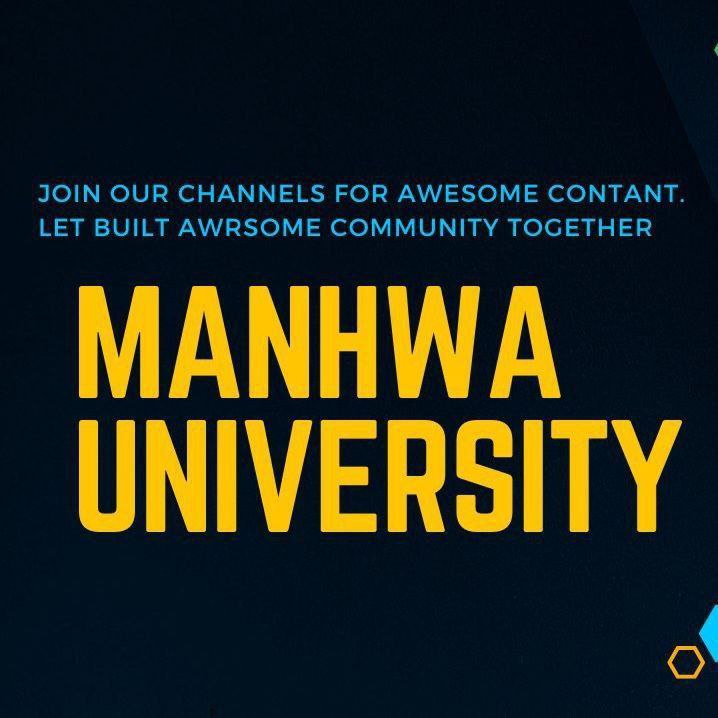 JOIN OUR CHANNELS FOR AWESOME CONTANT.
LET BUILT AWRSOME COMMUNITY TOGETHER
MANHWA
UNIVERSITY